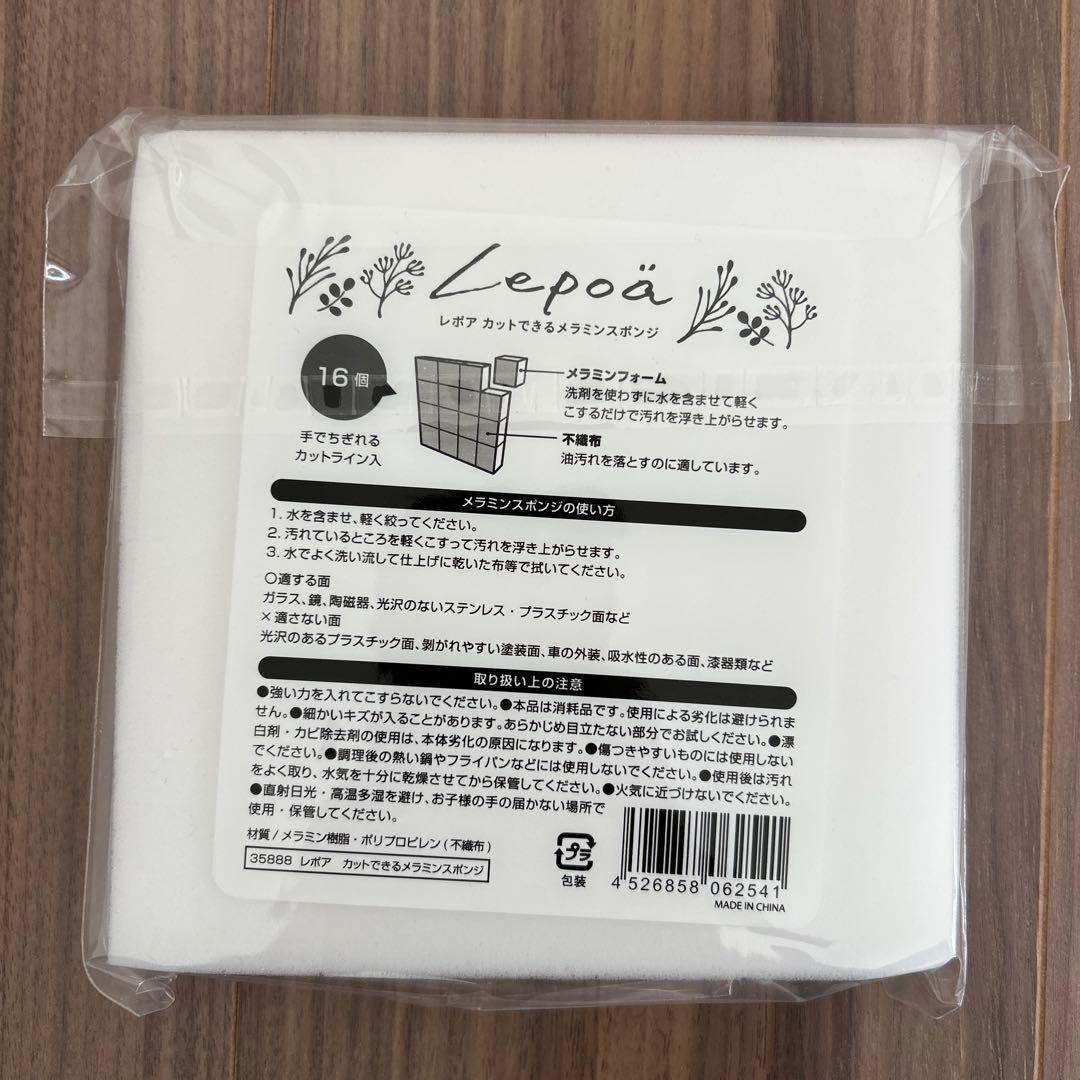 Lepoä
レポア カットできるメラミンスポンジ
16個
手でちぎれる
カットライン入
メラミンフォーム
洗剤を使わずに水を含ませて軽く
こするだけで汚れを浮き上がらせます。
不織布
油汚れを落とすのに適しています。
メラミンスポンジの使い方
1. 水を含ませ、軽く絞ってください。
2. 汚れているところを軽くこすって汚れを浮き上がらせます。
3. 水でよく洗い流して仕上げに乾いた布等で拭いてください。
○適する面
ガラス、鏡、陶磁器、光沢のないステンレス・プラスチック面など
×適さない面
光沢のあるプラスチック面、剥がれやすい塗装面、車の外装、吸水性のある面、漆器類など
取り扱い上の注意
●強い力を入れてこすらないでください。●本品は消耗品です。使用による劣化は避けられま
せん。●細かいキズが入ることがあります。あらかじめ目立たない部分でお試しください。●漂
白剤・カビ除去剤の使用は、本体劣化の原因になります。●傷つきやすいものには使用しない
でください。●調理後の熱い鍋やフライパンなどには使用しないでください。●使用後は汚れ
をよく取り、水気を十分に乾燥させてから保管してください。●火気に近づけないでください。
●直射日光・高温多湿を避け、お子様の手の届かない場所で
使用・保管してください。
材質/メラミン樹脂・ポリプロピレン(不織布)
35888 レポア カットできるメラミンスポンジ
プラ
包装
4 526858 062541
MADE IN CHINA